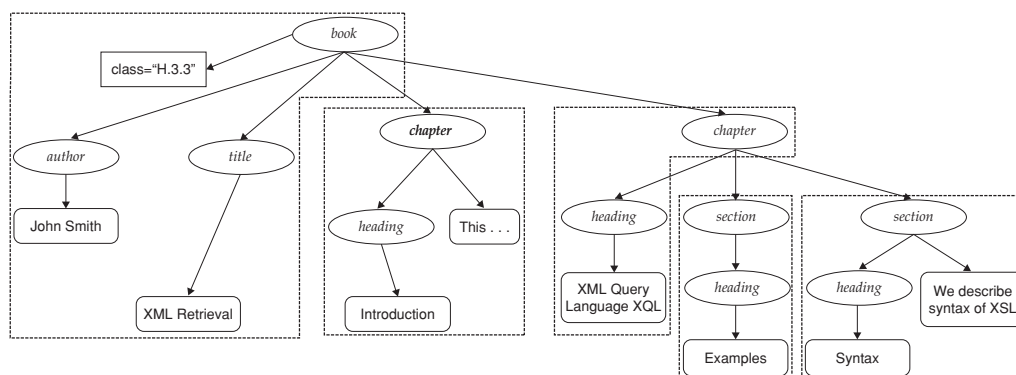 book
class="H.3.3"
chapter
chapter
author
title
heading
section
section
John Smith
heading
This . . .
XML Query
Language XQL
heading
heading
We describe
syntax of XSL
XML Retrieval
Introduction
Examples
Syntax